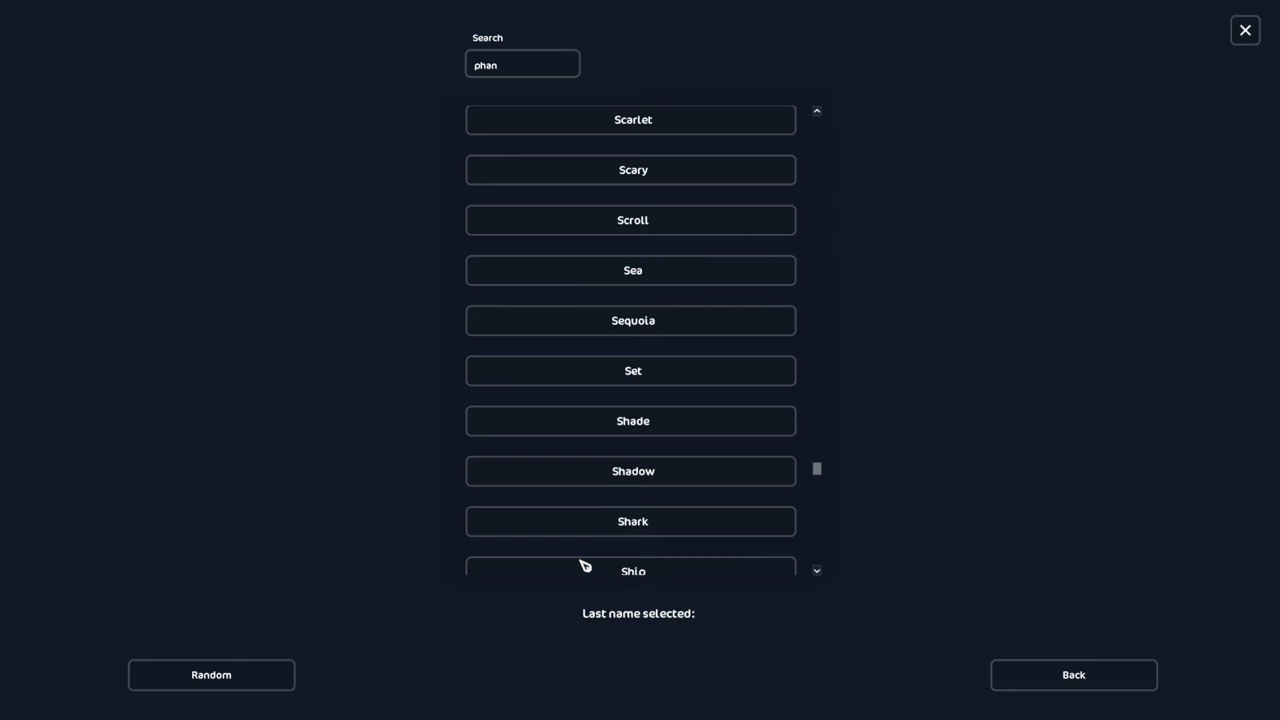 Search
phan
Scarlet
Scary
Scroll
Sea
Sequoia
Set
Shade
Shadow
Shark
Ship
Last name selected:
Random
Back